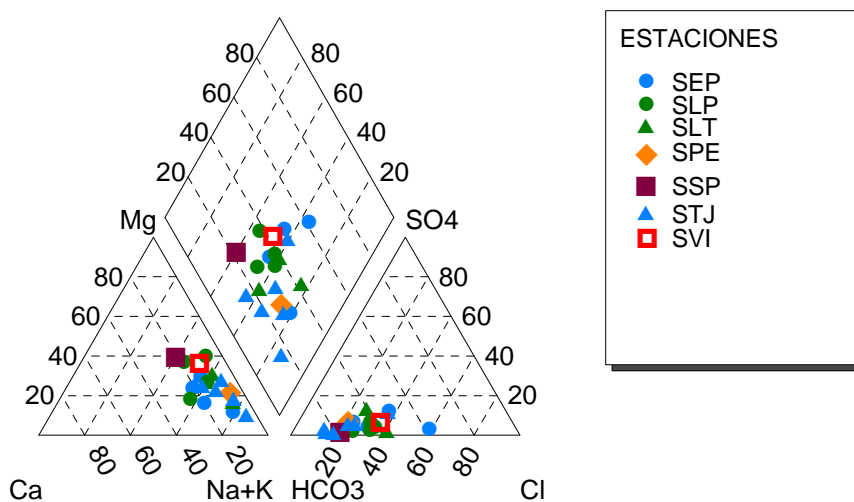 ESTACIONES
SEP
SLP
SLT
SPE
SSP
STJ
SVI
80 80
60 60
40 40
20 20
Mg SO4
80 80
60 60
40 40
20 20
80 60 40 20 20 40 60 80
Ca Na+K HCO3 Cl